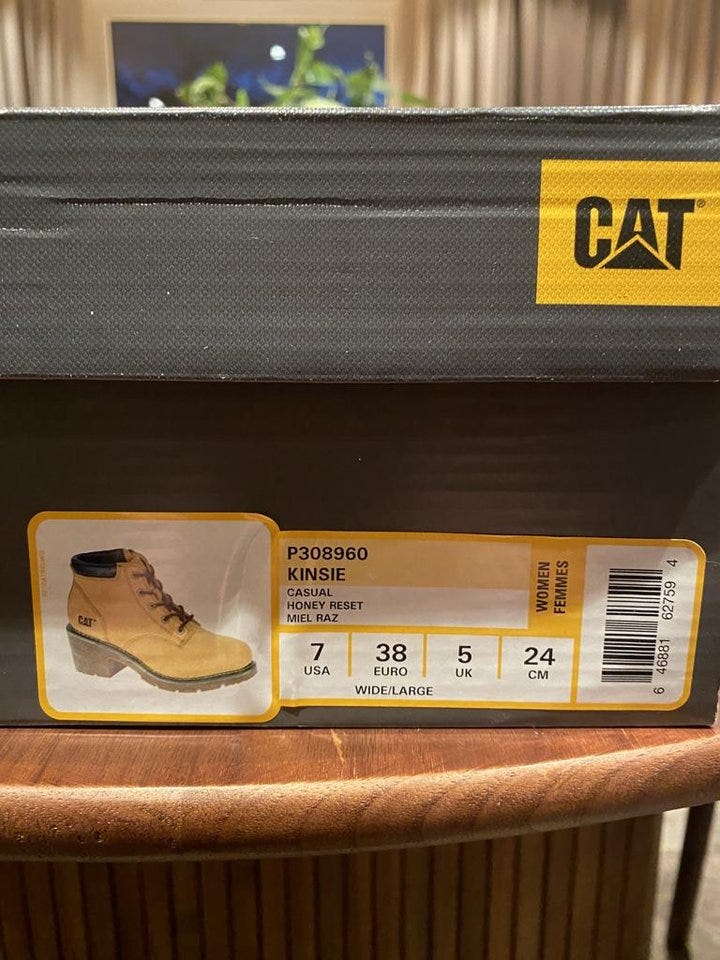 CAT®
CAT
P308960
KINSIE
CASUAL
HONEY RESET
MIEL RAZ
WOMEN
FEMMES
7 38 5 24
USA EURO UK CM
WIDE/LARGE
6 46881 62759 4